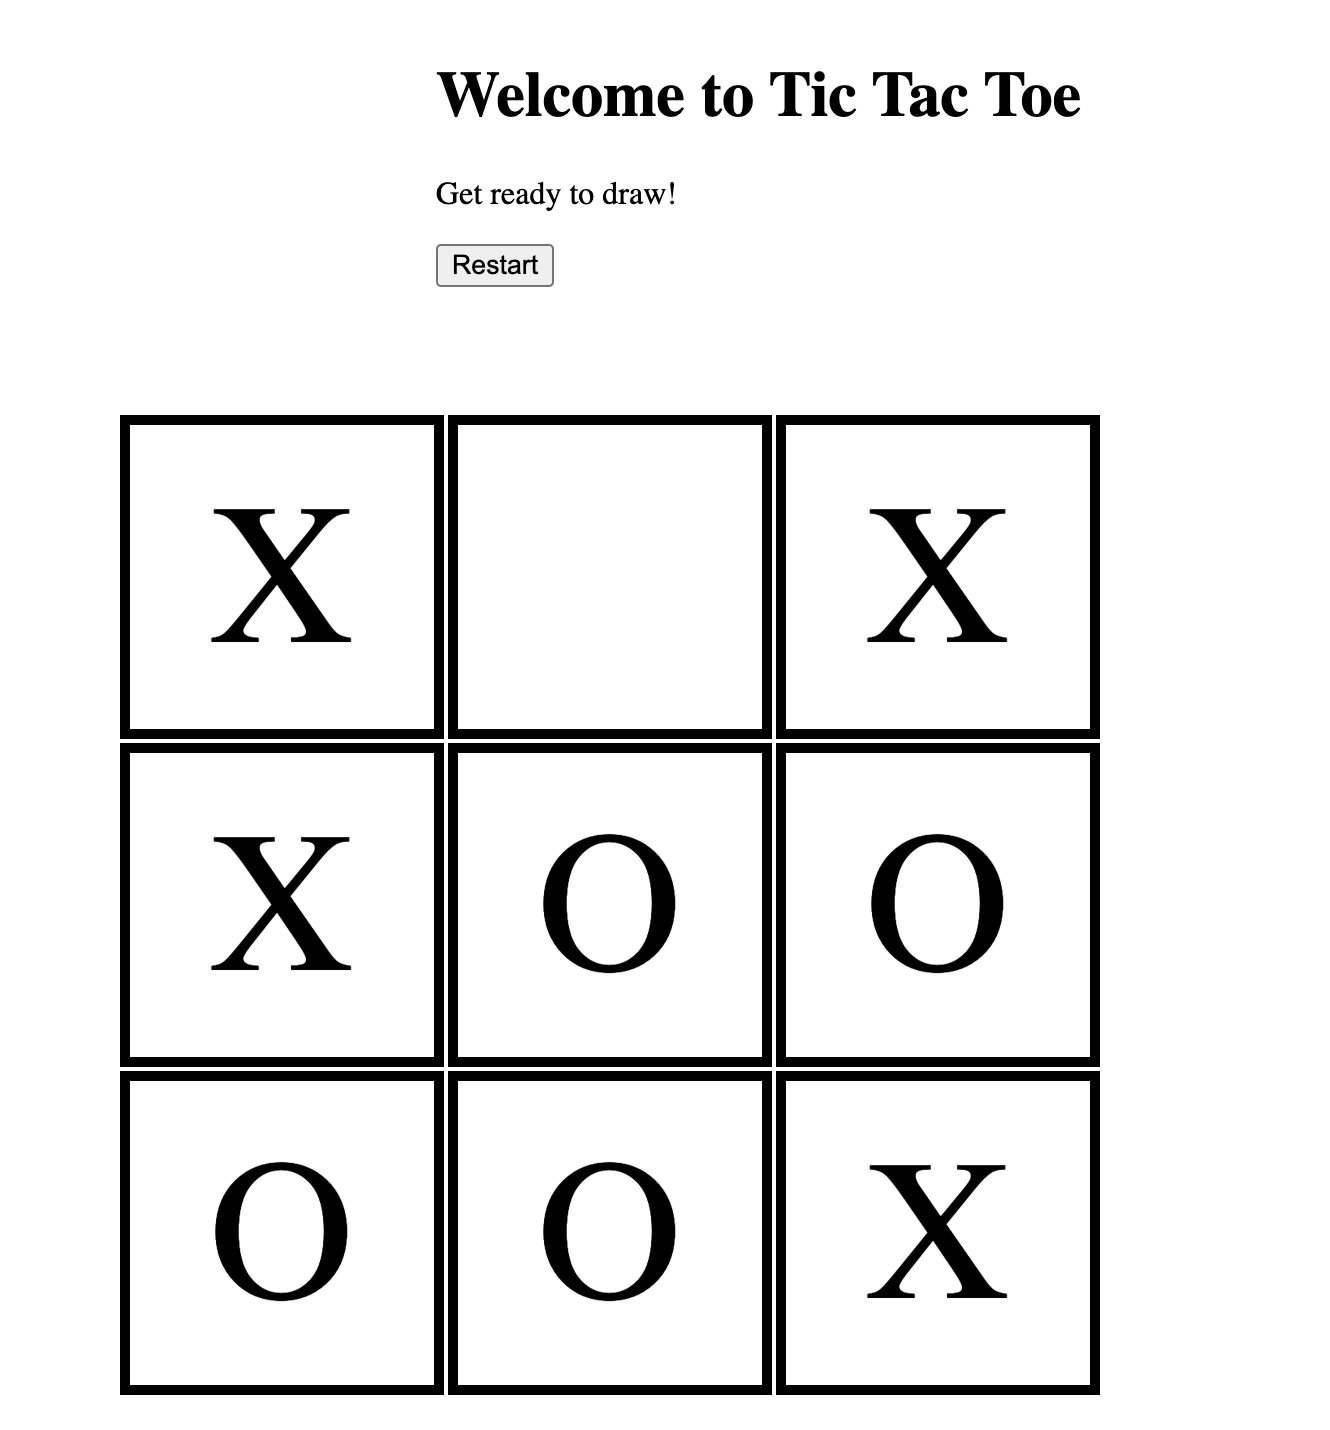 Welcome to Tic Tac Toe
Get ready to draw!
Restart
X X
X O O
O O X